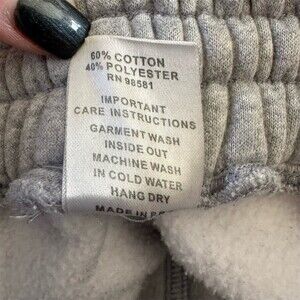 60% COTTON
40% POLYESTER
RN 98581
IMPORTANT
CARE INSTRUCTIONS
GARMENT WASH
INSIDE OUT
MACHINE WASH
IN COLD WATER
HANG DRY
MADE IN